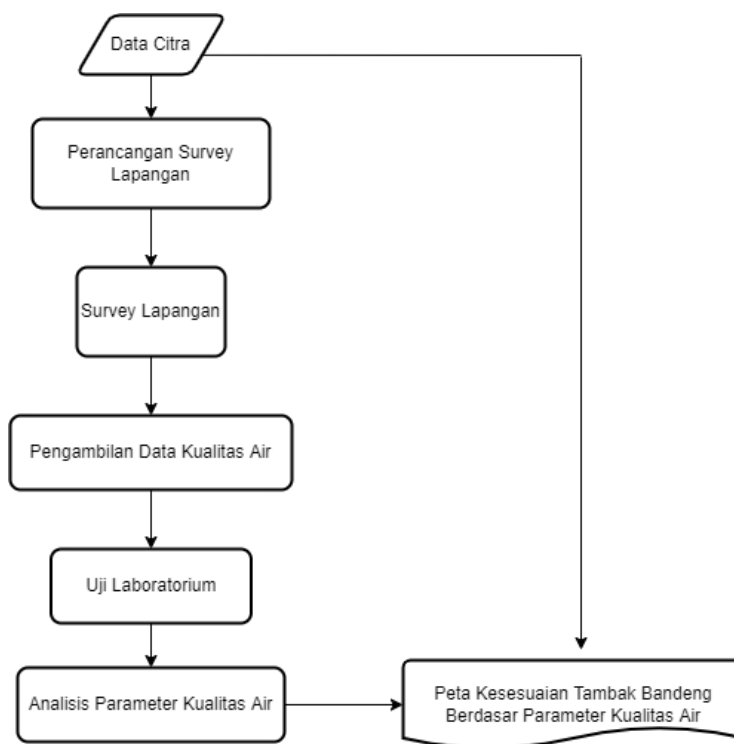 Data Citra
Perancangan Survey
Lapangan
Survey Lapangan
Pengambilan Data Kualitas Air
Uji Laboratorium
Analisis Parameter Kualitas Air
Peta Kesesuaian Tambak Bandeng
Berdasar Parameter Kualitas Air